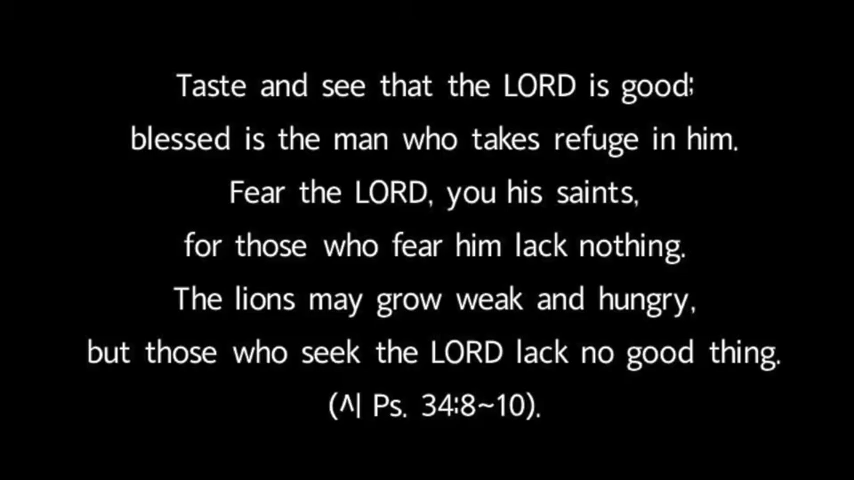 Taste and see that the LORD is good;
blessed is the man who takes refuge in him.
Fear the LORD, you his saints,
for those who fear him lack nothing.
The lions may grow weak and hungry,
but those who seek the LORD lack no good thing.
(시 Ps. 34:8~10).